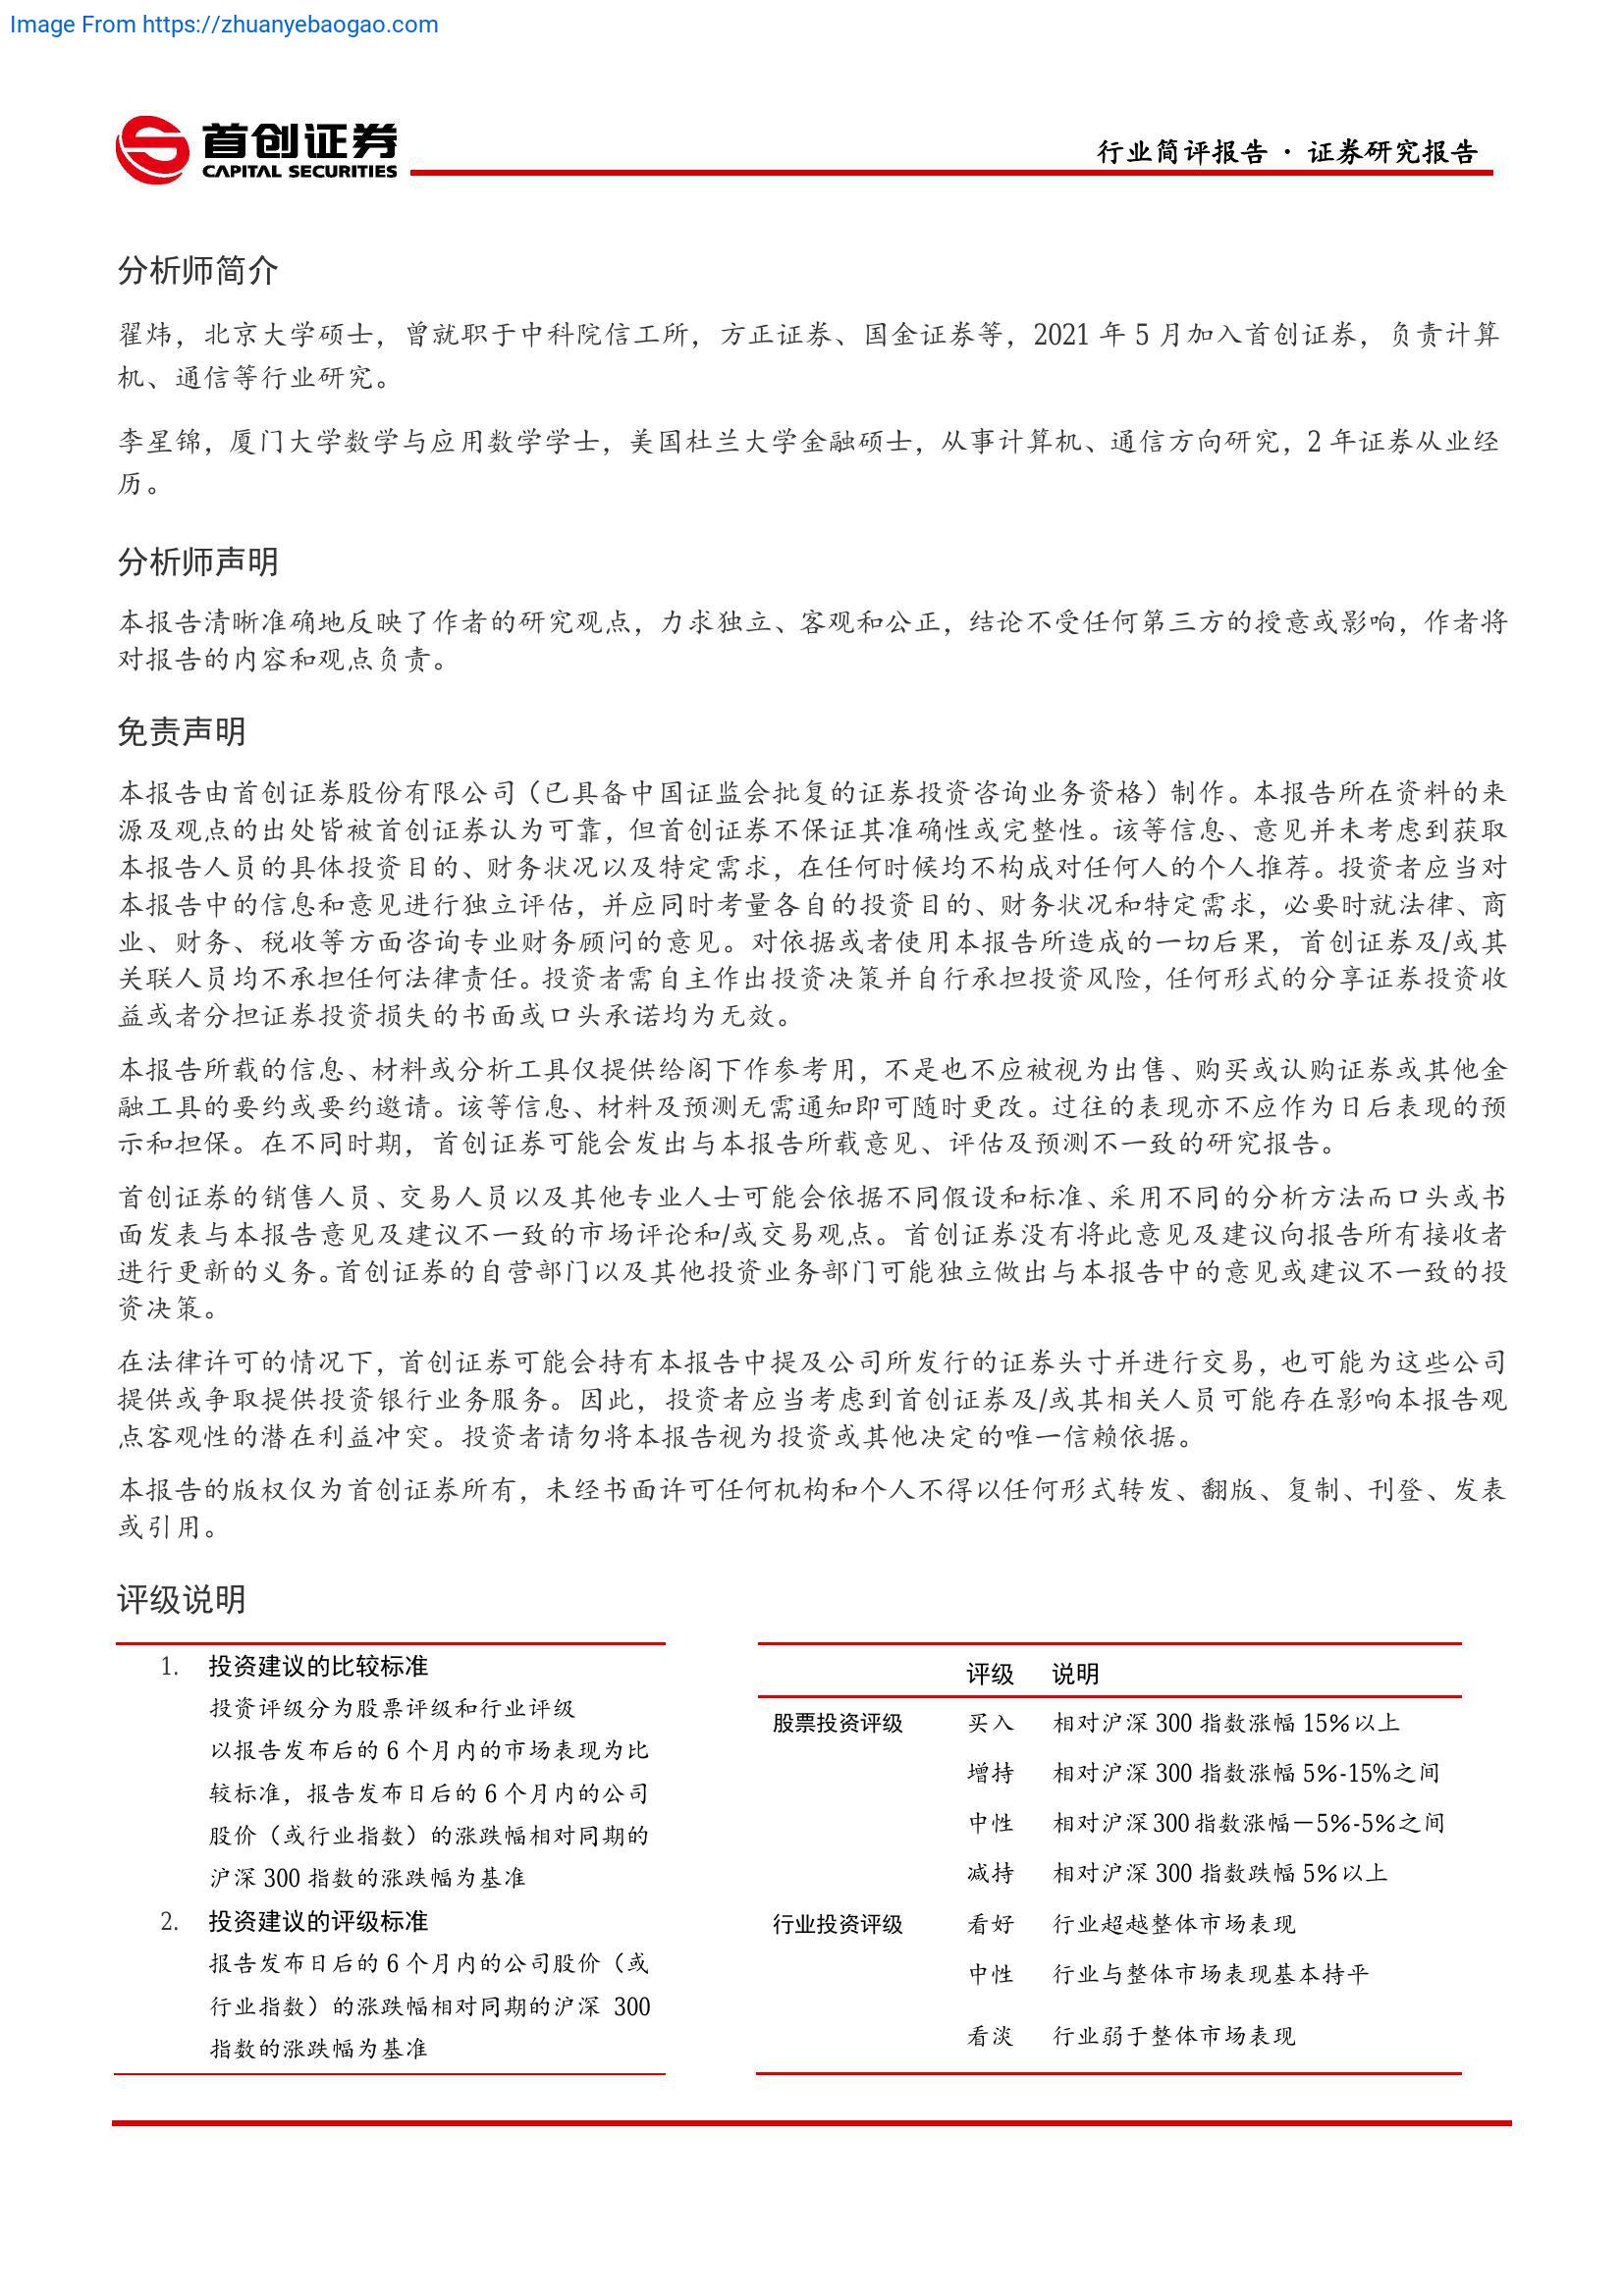 Image From https://zhuanyebaogao.com
首创证券
CAPITAL SECURITIES
行业简评报告 · 证券研究报告
分析师简介
翟炜，北京大学硕士，曾就职于中科院信工所，方正证券、国金证券等，2021 年 5 月加入首创证券，负责计算
机、通信等行业研究。
李星锦，厦门大学数学与应用数学学士，美国杜兰大学金融硕士，从事计算机、通信方向研究，2 年证券从业经
历。
分析师声明
本报告清晰准确地反映了作者的研究观点，力求独立、客观和公正，结论不受任何第三方的授意或影响，作者将
对报告的内容和观点负责。
免责声明
本报告由首创证券股份有限公司（已具备中国证监会批复的证券投资咨询业务资格）制作。本报告所在资料的来
源及观点的出处皆被首创证券认为可靠，但首创证券不保证其准确性或完整性。该等信息、意见并未考虑到获取
本报告人员的具体投资目的、财务状况以及特定需求，在任何时候均不构成对任何人的个人推荐。投资者应当对
本报告中的信息和意见进行独立评估，并应同时考量各自的投资目的、财务状况和特定需求，必要时就法律、商
业、财务、税收等方面咨询专业财务顾问的意见。对依据或者使用本报告所造成的一切后果，首创证券及/或其
关联人员均不承担任何法律责任。投资者需自主作出投资决策并自行承担投资风险，任何形式的分享证券投资收
益或者分担证券投资损失的书面或口头承诺均为无效。
本报告所载的信息、材料或分析工具仅提供给阁下作参考用，不是也不应被视为出售、购买或认购证券或其他金
融工具的要约或要约邀请。该等信息、材料及预测无需通知即可随时更改。过往的表现亦不应作为日后表现的预
示和担保。在不同时期，首创证券可能会发出与本报告所载意见、评估及预测不一致的研究报告。
首创证券的销售人员、交易人员以及其他专业人士可能会依据不同假设和标准、采用不同的分析方法而口头或书
面发表与本报告意见及建议不一致的市场评论和/或交易观点。首创证券没有将此意见及建议向报告所有接收者
进行更新的义务。首创证券的自营部门以及其他投资业务部门可能独立做出与本报告中的意见或建议不一致的投
资决策。
在法律许可的情况下，首创证券可能会持有本报告中提及公司所发行的证券头寸并进行交易，也可能为这些公司
提供或争取提供投资银行业务服务。因此，投资者应当考虑到首创证券及/或其相关人员可能存在影响本报告观
点客观性的潜在利益冲突。投资者请勿将本报告视为投资或其他决定的唯一信赖依据。
本报告的版权仅为首创证券所有，未经书面许可任何机构和个人不得以任何形式转发、翻版、复制、刊登、发表
或引用。
评级说明
1. 投资建议的比较标准
投资评级分为股票评级和行业评级
以报告发布后的 6 个月内的市场表现为比
较标准，报告发布日后的 6 个月内的公司
股价（或行业指数）的涨跌幅相对同期的
沪深 300 指数的涨跌幅为基准
2. 投资建议的评级标准
报告发布日后的 6 个月内的公司股价（或
行业指数）的涨跌幅相对同期的沪深 300
指数的涨跌幅为基准
评级 说明
股票投资评级 买入 相对沪深 300 指数涨幅 15%以上
增持 相对沪深 300 指数涨幅 5%-15%之间
中性 相对沪深 300 指数涨幅－5%-5%之间
减持 相对沪深 300 指数跌幅 5%以上
行业投资评级 看好 行业超越整体市场表现
中性 行业与整体市场表现基本持平
看淡 行业弱于整体市场表现